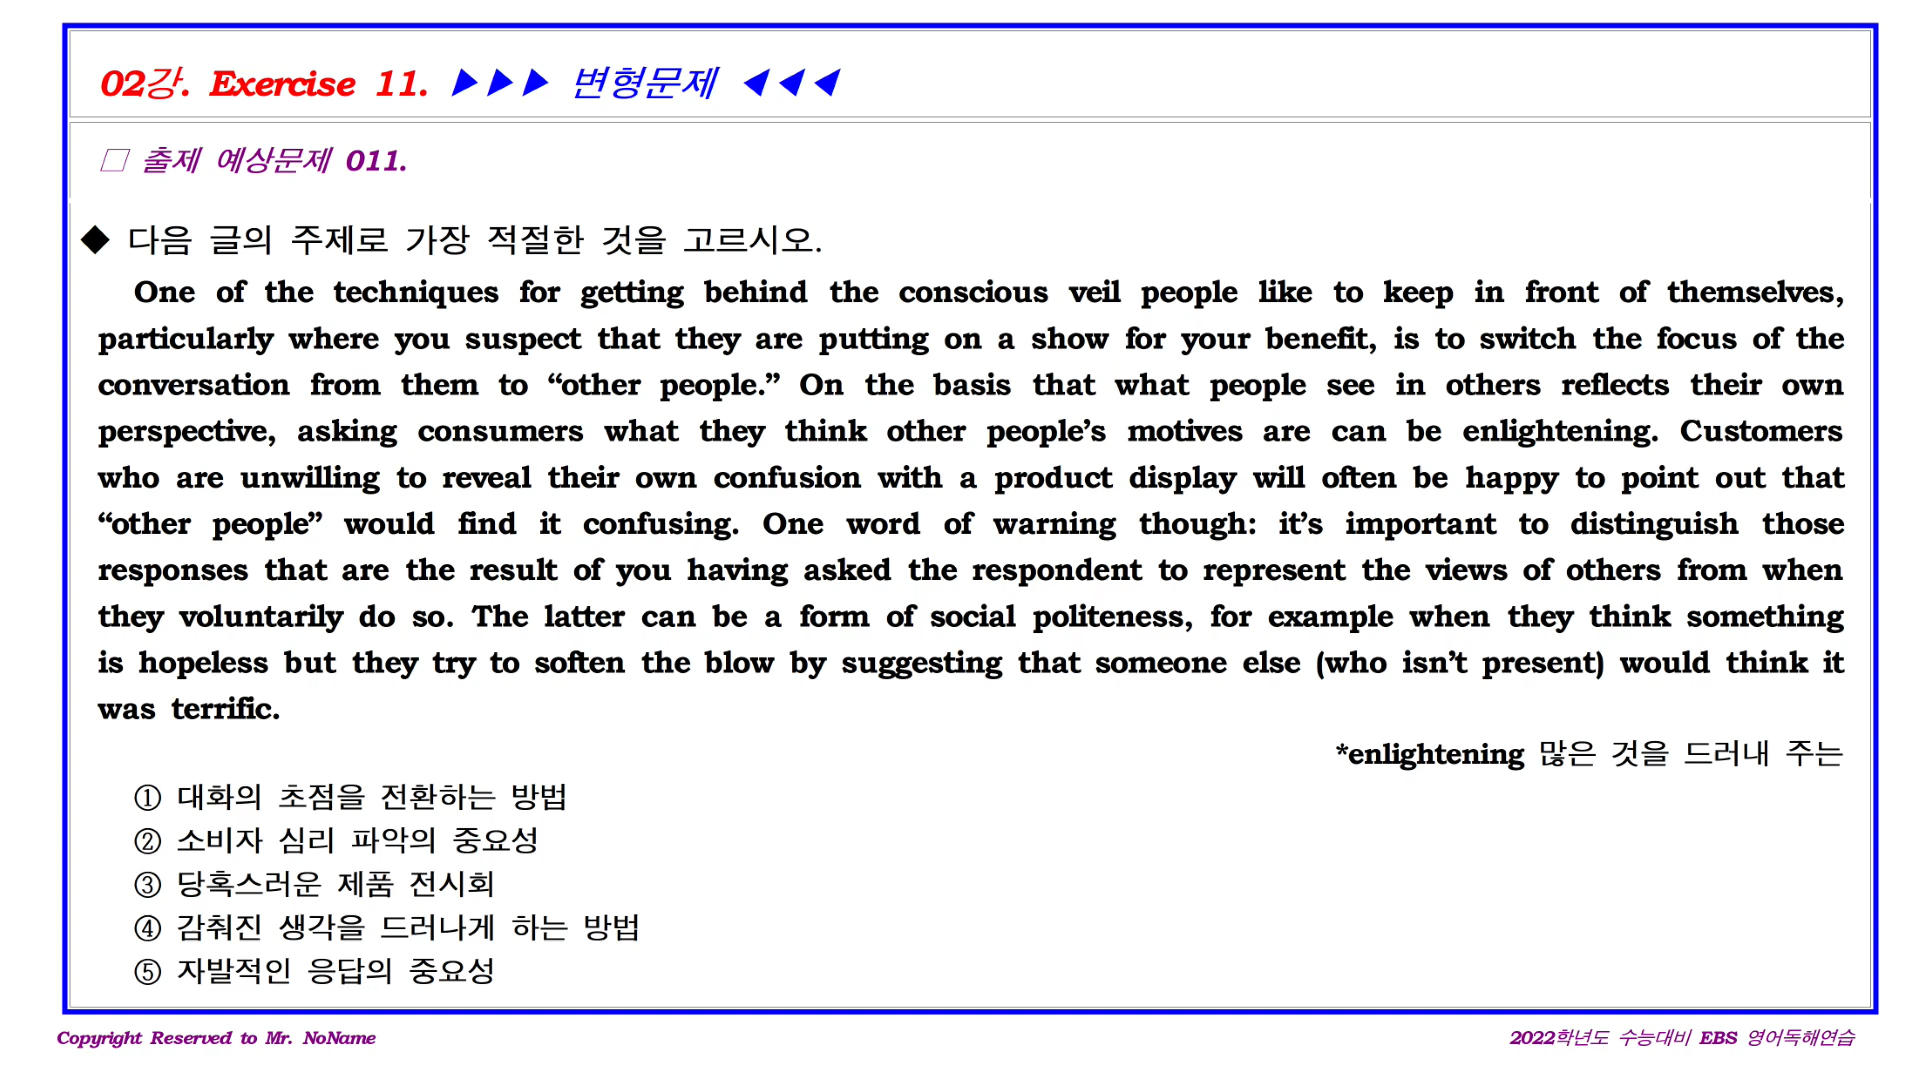 02강. Exercise 11. ▶▶▶ 변형문제 ◀◀◀
□ 출제 예상문제 011.
◆ 다음 글의 주제로 가장 적절한 것을 고르시오.
One of the techniques for getting behind the conscious veil people like to keep in front of themselves,
particularly where you suspect that they are putting on a show for your benefit, is to switch the focus of the
conversation from them to “other people.” On the basis that what people see in others reflects their own
perspective, asking consumers what they think other people’s motives are can be enlightening. Customers
who are unwilling to reveal their own confusion with a product display will often be happy to point out that
“other people” would find it confusing. One word of warning though: it’s important to distinguish those
responses that are the result of you having asked the respondent to represent the views of others from when
they voluntarily do so. The latter can be a form of social politeness, for example when they think something
is hopeless but they try to soften the blow by suggesting that someone else (who isn’t present) would think it
was terrific.
*enlightening 많은 것을 드러내 주는
① 대화의 초점을 전환하는 방법
② 소비자 심리 파악의 중요성
③ 당혹스러운 제품 전시회
④ 감춰진 생각을 드러나게 하는 방법
⑤ 자발적인 응답의 중요성
Copyright Reserved to Mr. NoName
2022학년도 수능대비 EBS 영어독해연습